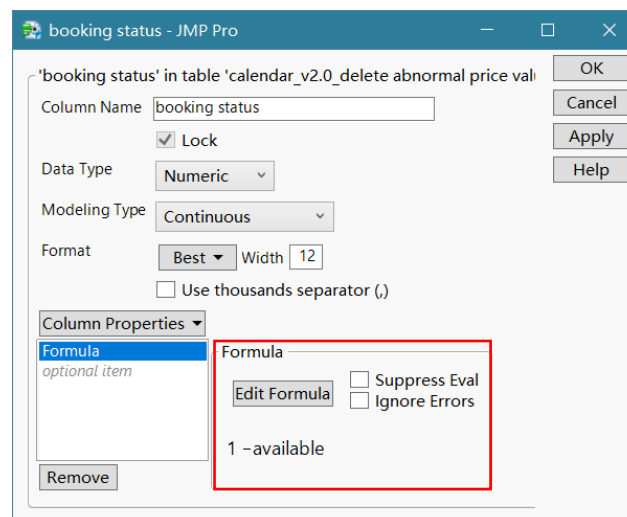 booking status - JMP Pro
'booking status' in table 'calendar_v2.0_delete abnormal price valu
OK
Column Name booking status
Cancel
Lock
Apply
Data Type Numeric
Help
Modeling Type Continuous
Format Best Width 12
Use thousands separator (,)
Column Properties
Formula
optional item
Remove
Formula
Edit Formula
Suppress Eval
Ignore Errors
1 -available